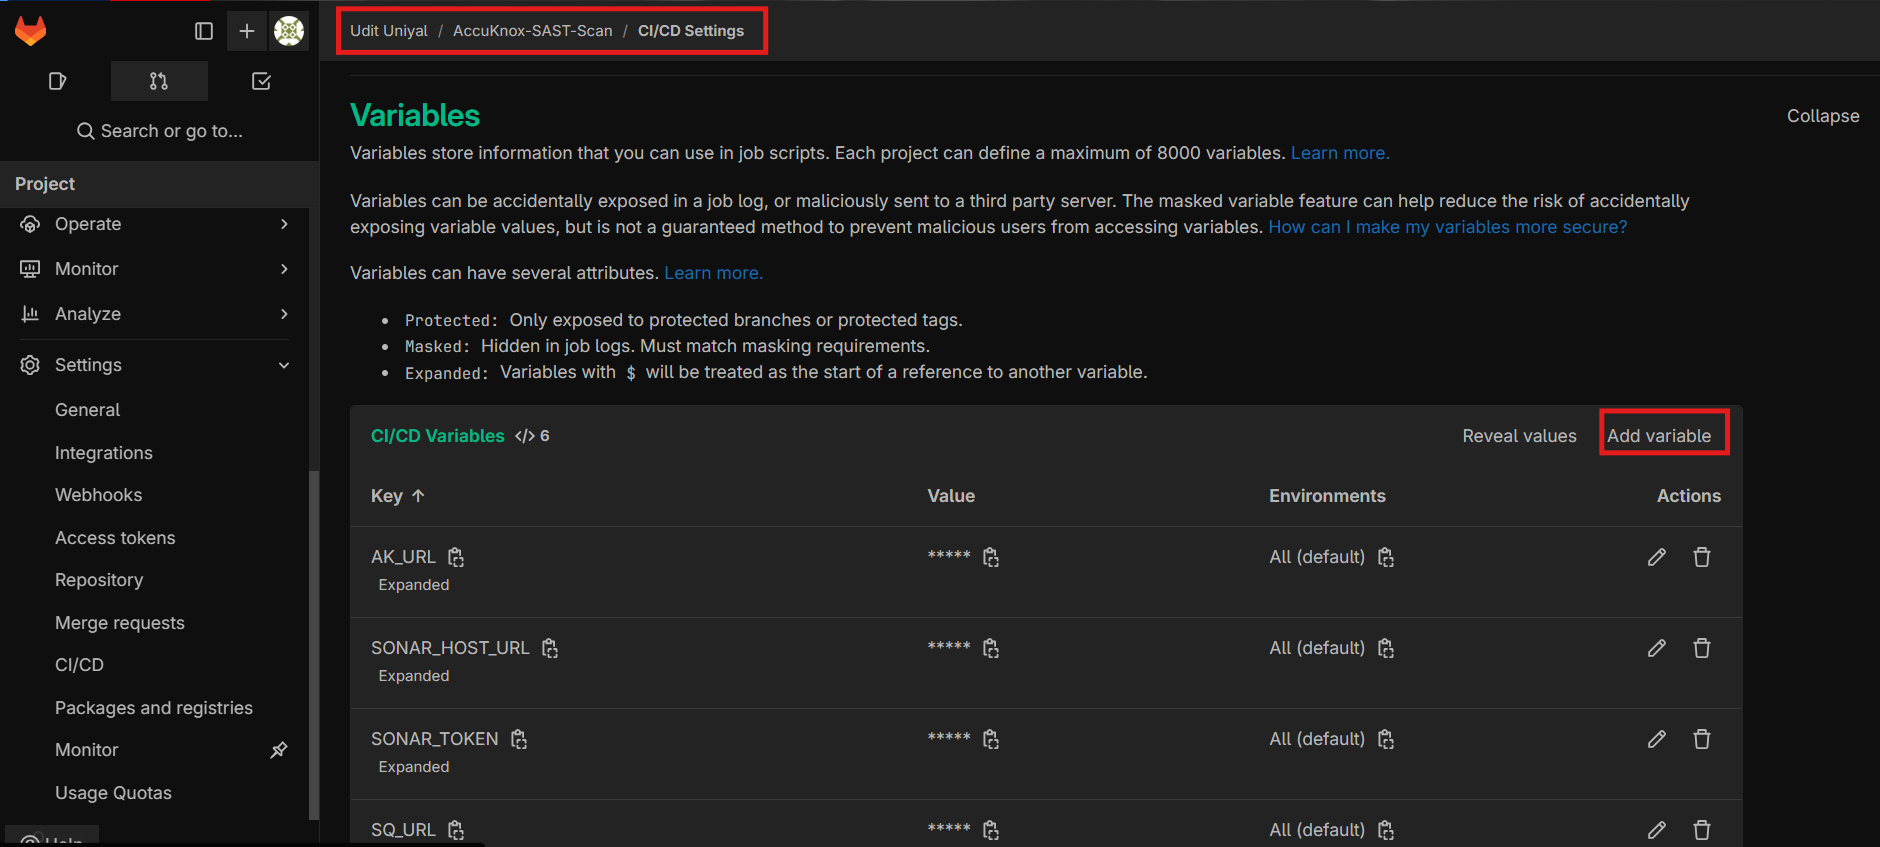 Udit Uniyal / AccuKnox-SAST-Scan / CI/CD Settings
Search or go to...
Project
Operate
Monitor
Analyze
Settings
General
Integrations
Webhooks
Access tokens
Repository
Merge requests
CI/CD
Packages and registries
Monitor
Usage Quotas
Help
Variables
Collapse
Variables store information that you can use in job scripts. Each project can define a maximum of 8000 variables. Learn more.
Variables can be accidentally exposed in a job log, or maliciously sent to a third party server. The masked variable feature can help reduce the risk of accidentally
exposing variable values, but is not a guaranteed method to prevent malicious users from accessing variables. How can I make my variables more secure?
Variables can have several attributes. Learn more.
• Protected: Only exposed to protected branches or protected tags.
• Masked: Hidden in job logs. Must match masking requirements.
• Expanded: Variables with $ will be treated as the start of a reference to another variable.
CI/CD Variables </> 6 Reveal values Add variable
Key ↑ Value Environments Actions
AK_URL ***** All (default)
Expanded
SONAR_HOST_URL ***** All (default)
Expanded
SONAR_TOKEN ***** All (default)
Expanded
SQ_URL ***** All (default)